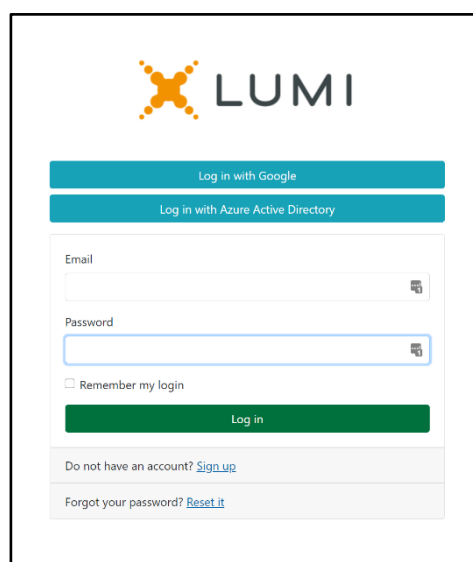 LUMI
Log in with Google
Log in with Azure Active Directory
Email
Password
Remember my login
Log in
Do not have an account? Sign up
Forgot your password? Reset it